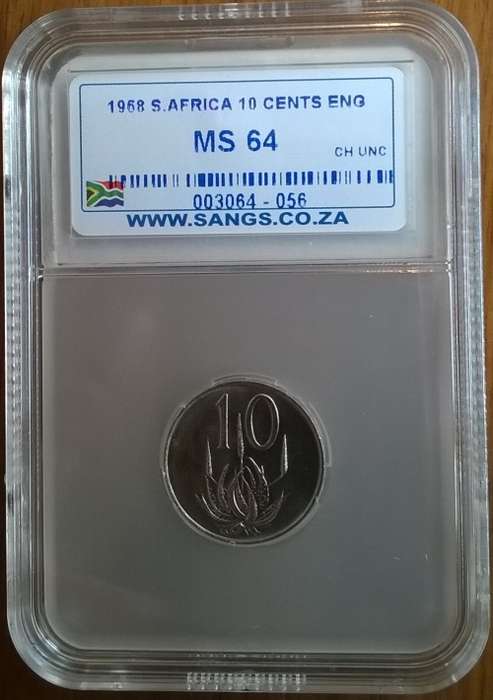 1968 S.AFRICA 10 CENTS ENG
MS 64
CH UNC
003064 - 056
WWW.SANGS.CO.ZA
10